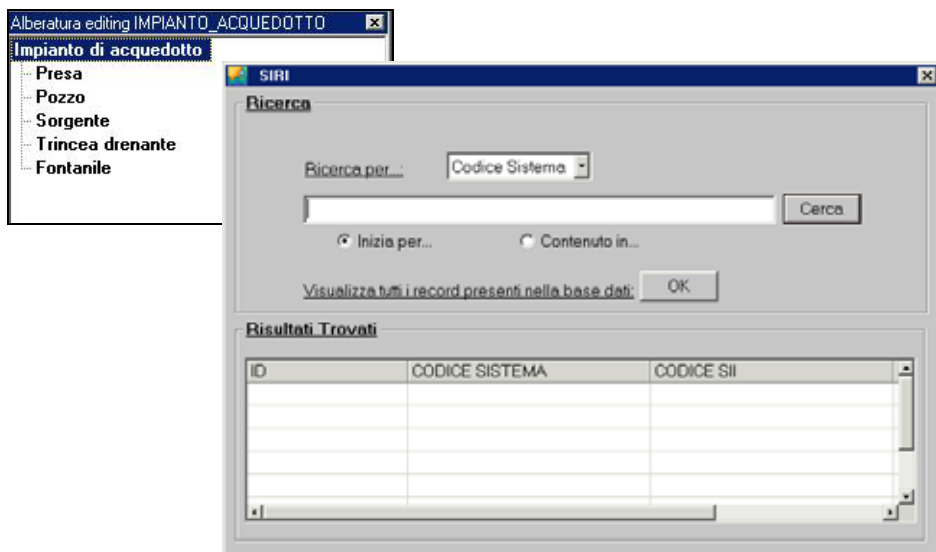 Alberatura editing IMPIANTO_ACQUEDOTTO
Impianto di acquedotto
Presa
Pozzo
Sorgente
Trincea drenante
Fontanile
SIRI
Ricerca
Ricerca per...:
Codice Sistema
Cerca
Inizia per...
Contenuto in...
Visualizza tutti i record presenti nella base dati:
OK
Risultati Trovati
ID CODICE SISTEMA CODICE SII